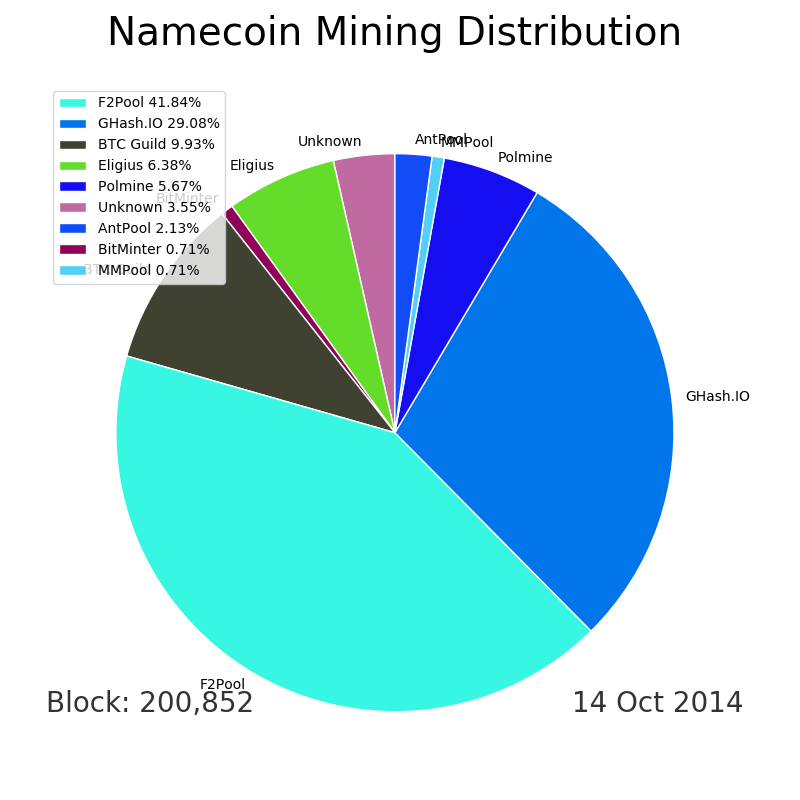 Namecoin Mining Distribution
F2Pool 41.84%
GHash.IO 29.08%
BTC Guild 9.93%
Eligius 6.38%
Polmine 5.67%
Unknown 3.55%
AntPool 2.13%
BitMinter 0.71%
MMPool 0.71%
AntPool
MMPool
Unknown
Polmine
Eligius
BitMinter
GHash.IO
F2Pool
Block: 200,852
14 Oct 2014